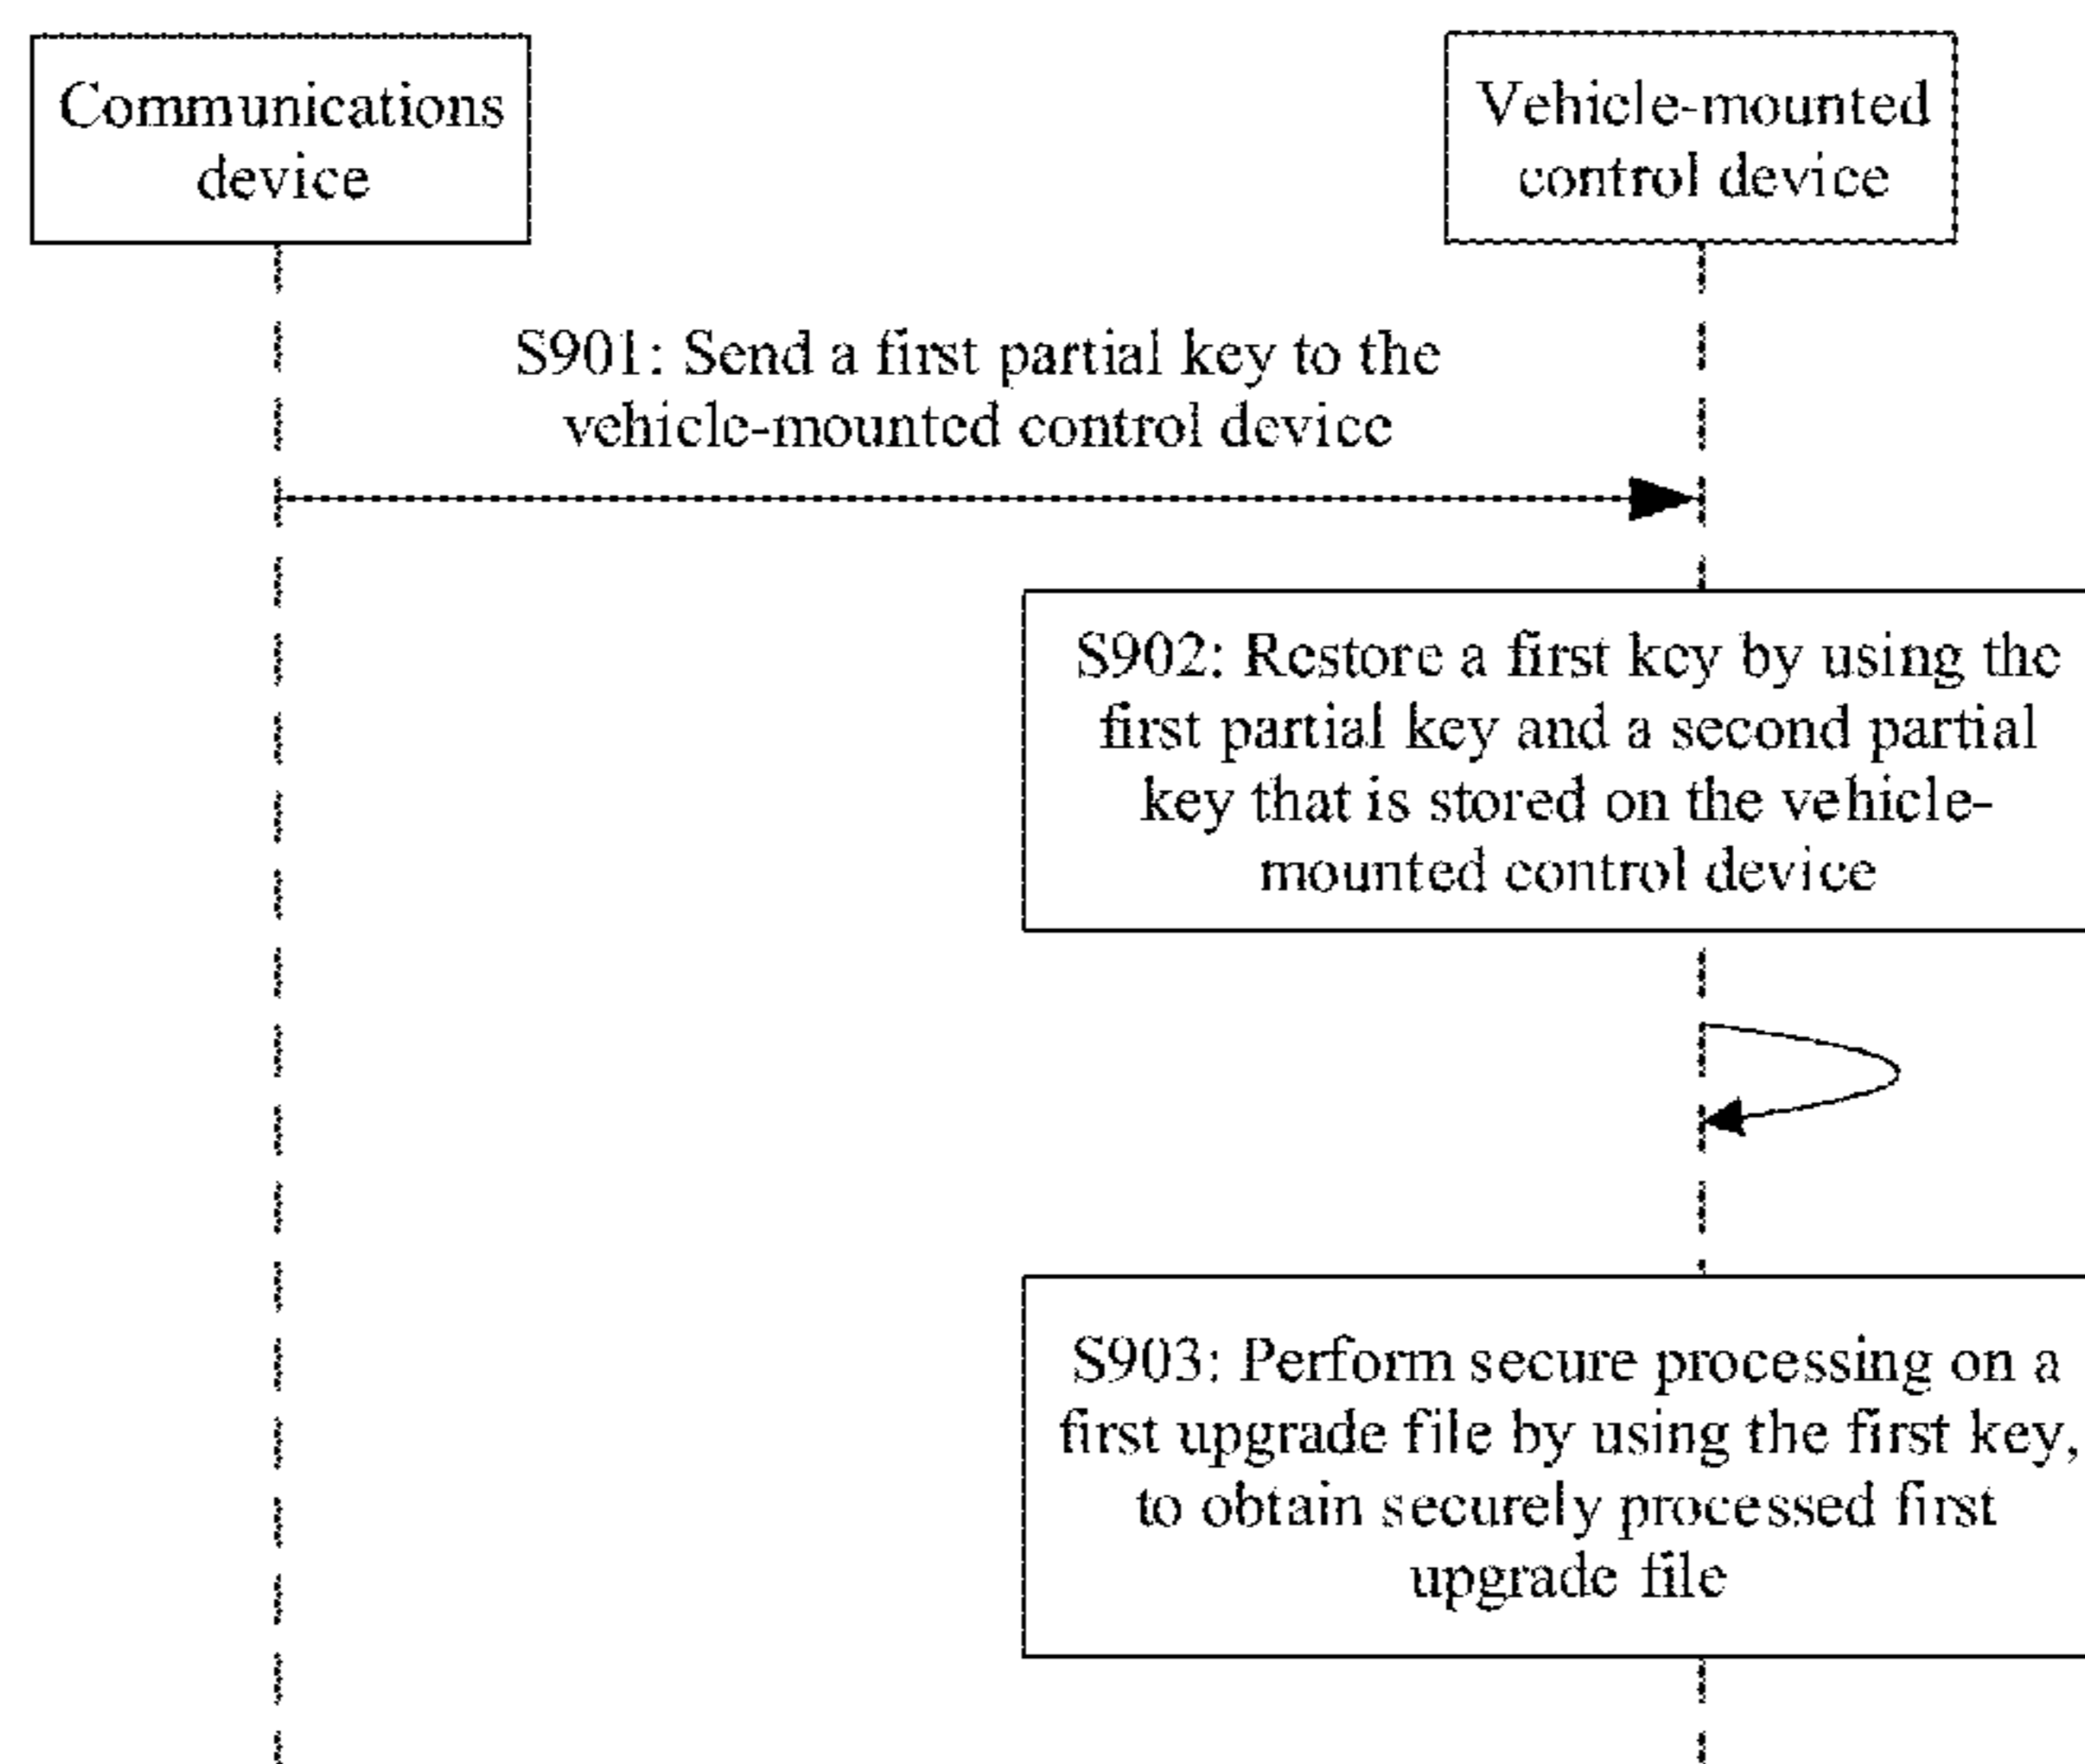 Communications
device
Vehicle-mounted
control device
S901: Send a first partial key to the
vehicle-mounted control device
S902: Restore a first key by using the
first partial key and a second partial
key that is stored on the vehicle-
mounted control device
S903: Perform secure processing on a
first upgrade file by using the first key,
to obtain securely processed first
upgrade file